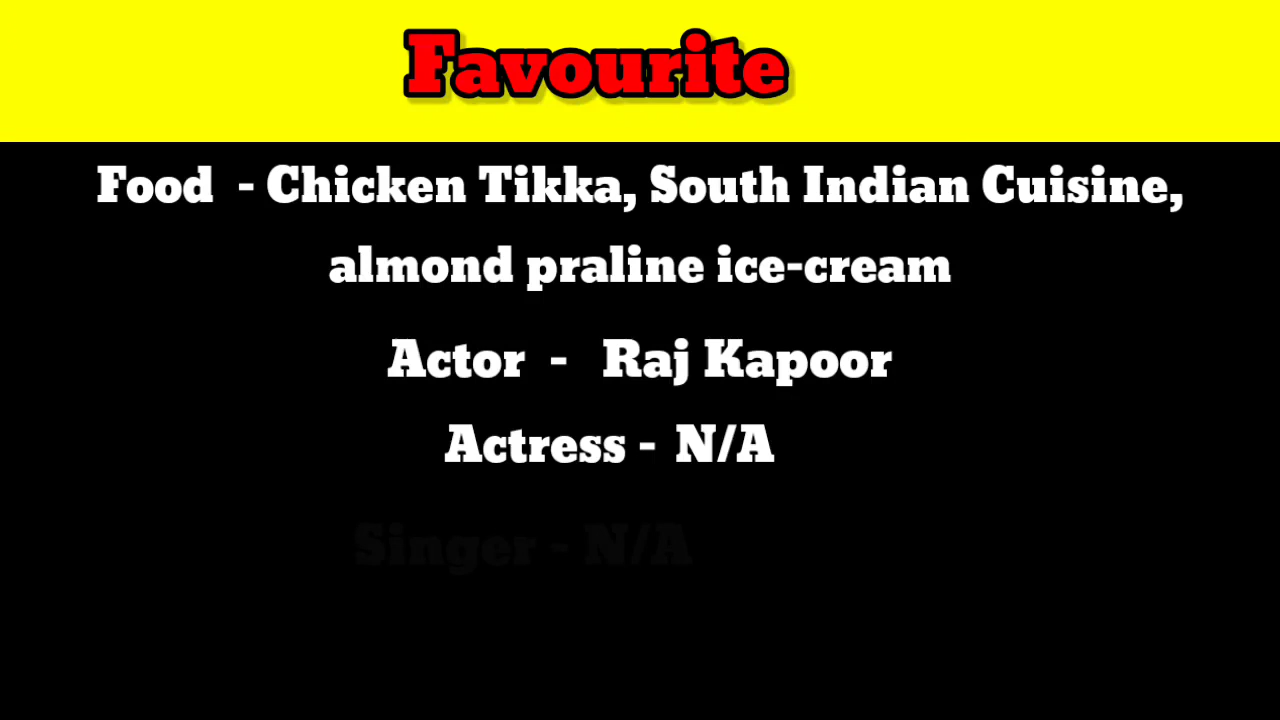 Favourite
Food - Chicken Tikka, South Indian Cuisine,
almond praline ice-cream
Actor - Raj Kapoor
Actress - N/A
Singer - N/A